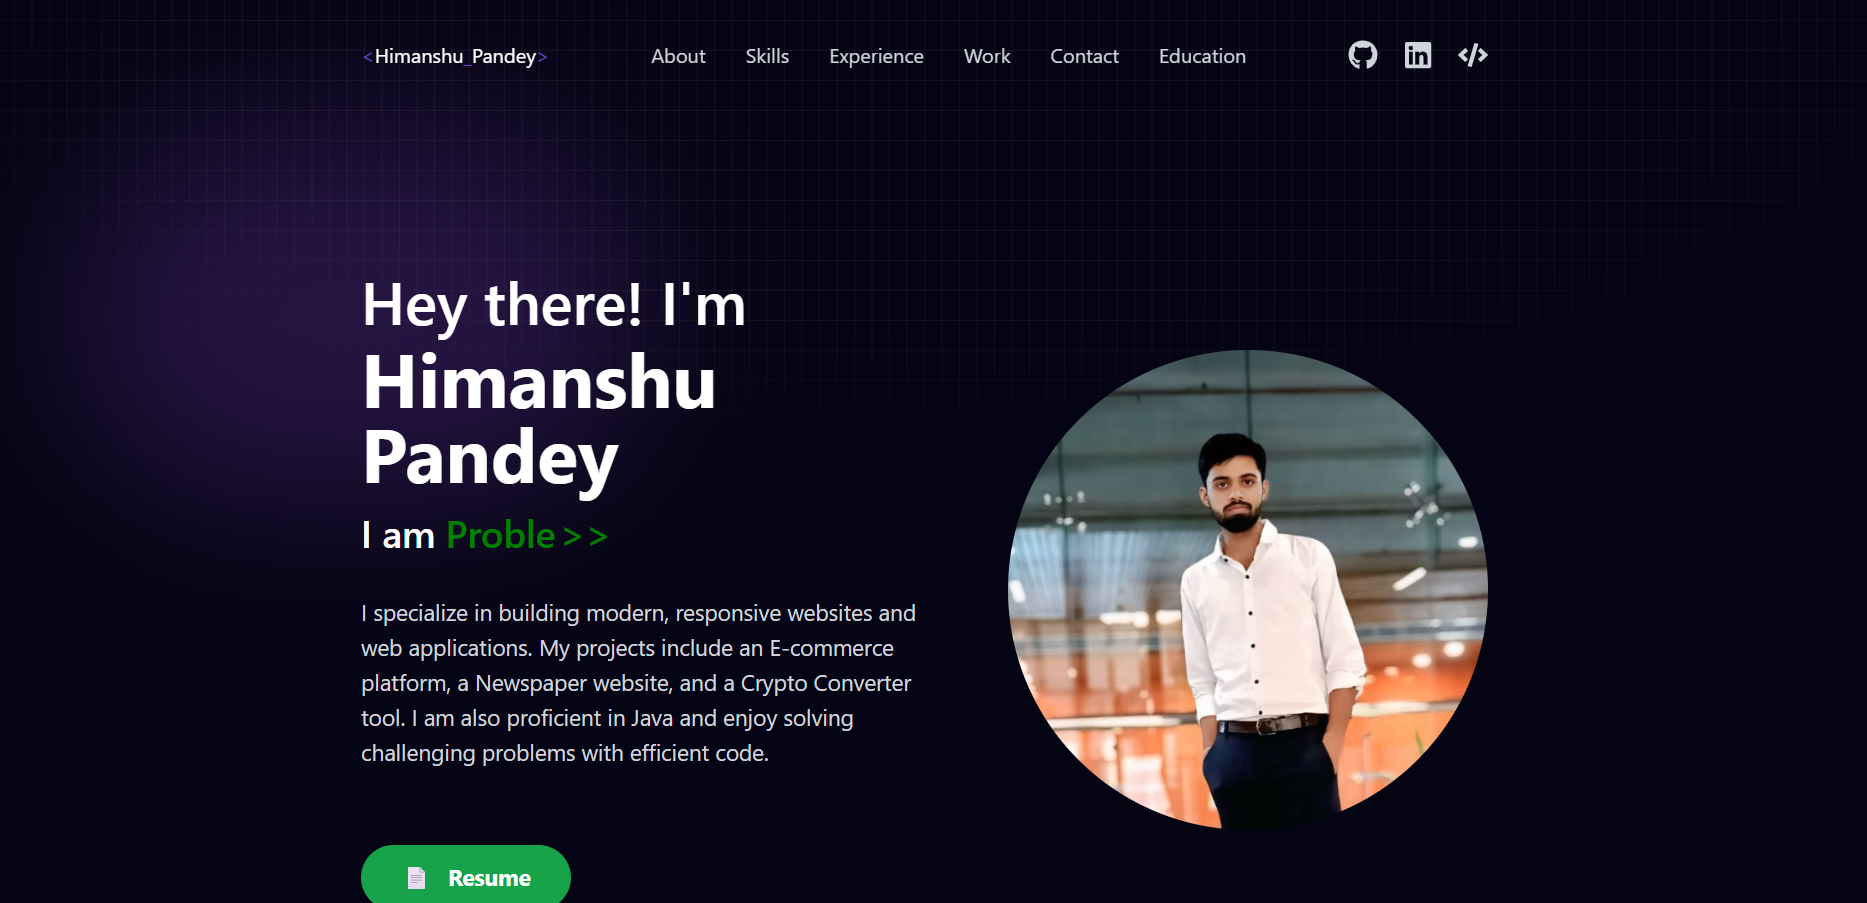 <Himanshu_Pandey>
About Skills Experience Work Contact Education
Hey there! I'm
Himanshu
Pandey
I am Proble>>
I specialize in building modern, responsive websites and
web applications. My projects include an E-commerce
platform, a Newspaper website, and a Crypto Converter
tool. I am also proficient in Java and enjoy solving
challenging problems with efficient code.
Resume